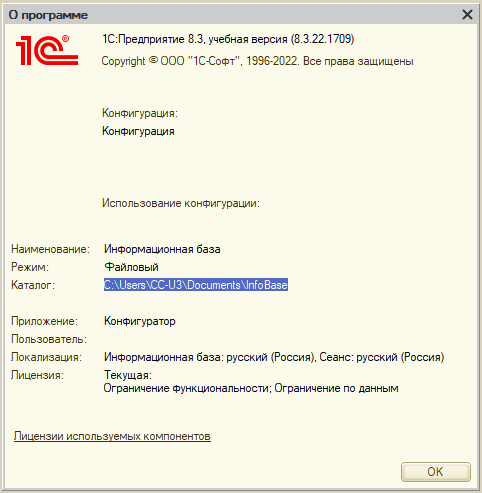 О программе
1С®
1С:Предприятие 8.3, учебная версия (8.3.22.1709)
Copyright © ООО "1С-Софт", 1996-2022. Все права защищены
Конфигурация:
Конфигурация
Использование конфигурации:
Наименование: Информационная база
Режим: Файловый
Каталог: C:\Users\CC-U3\Documents\InfoBase
Приложение: Конфигуратор
Пользователь:
Локализация: Информационная база: русский (Россия), Сеанс: русский (Россия)
Лицензия: Текущая:
Ограничение функциональности; Ограничение по данным
Лицензии используемых компонентов
OK